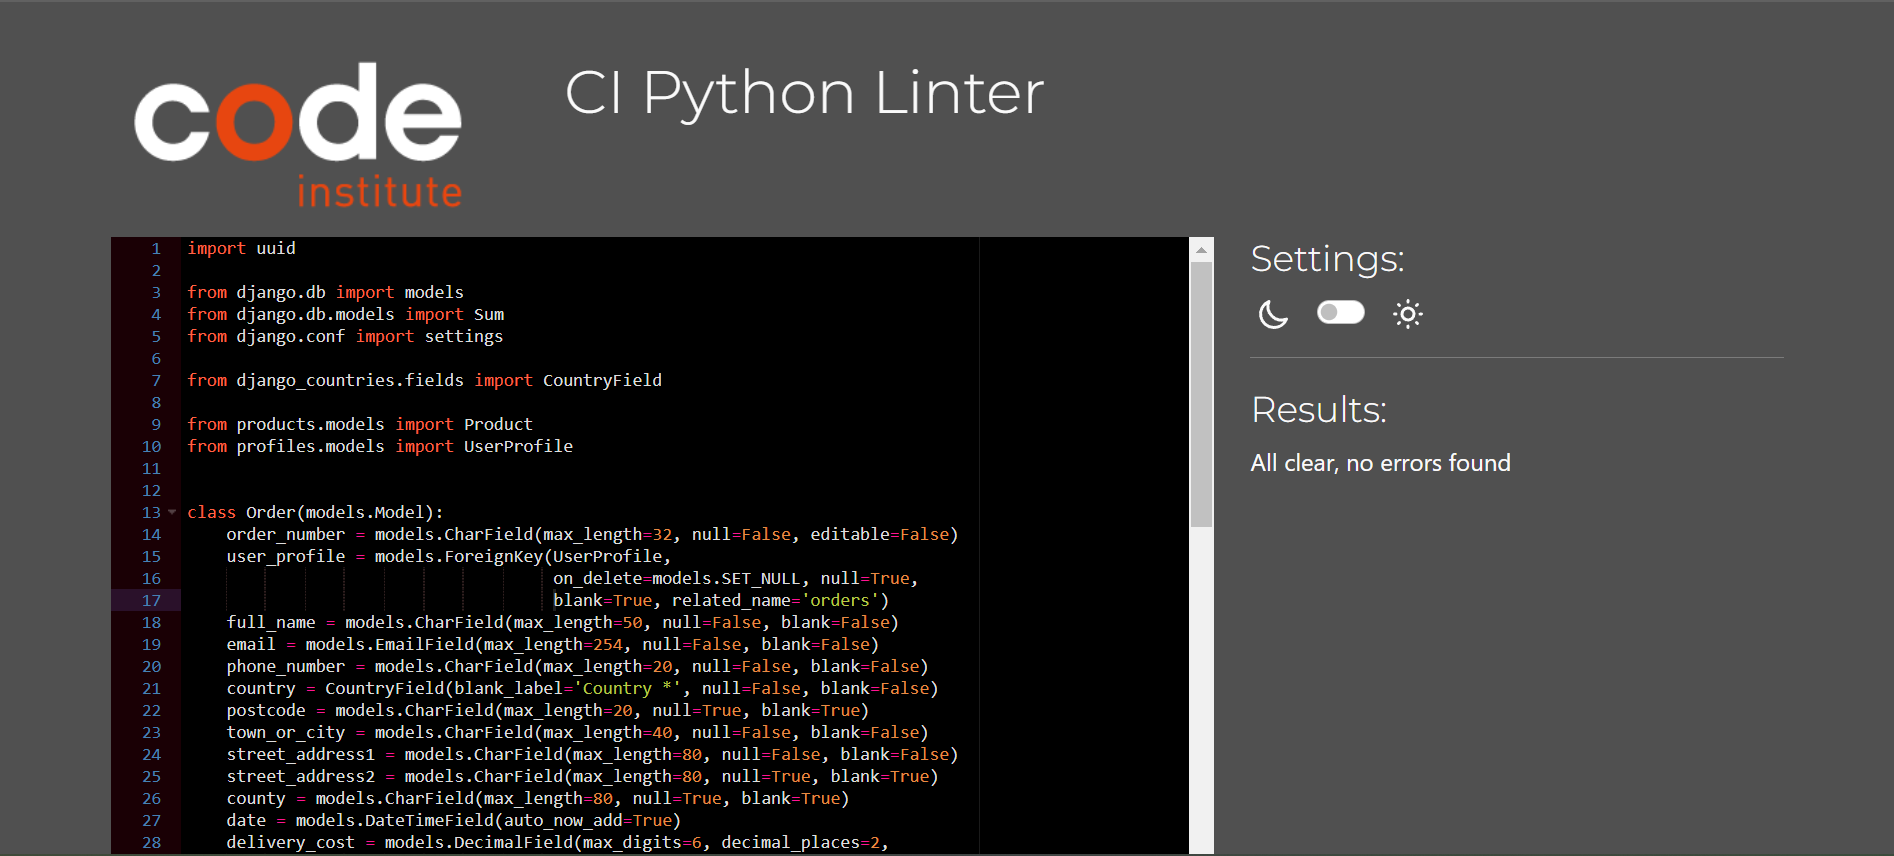 code
institute
CI Python Linter
1 import uuid
2
3 from django.db import models
4 from django.db.models import Sum
5 from django.conf import settings
6
7 from django_countries.fields import CountryField
8
9 from products.models import Product
10 from profiles.models import UserProfile
11
12
13 class Order(models.Model):
14 order_number = models.CharField(max_length=32, null=False, editable=False)
15 user_profile = models.ForeignKey(UserProfile,
16 on_delete=models.SET_NULL, null=True,
17 blank=True, related_name='orders')
18 full_name = models.CharField(max_length=50, null=False, blank=False)
19 email = models.EmailField(max_length=254, null=False, blank=False)
20 phone_number = models.CharField(max_length=20, null=False, blank=False)
21 country = CountryField(blank_label='Country *', null=False, blank=False)
22 postcode = models.CharField(max_length=20, null=True, blank=True)
23 town_or_city = models.CharField(max_length=40, null=False, blank=False)
24 street_address1 = models.CharField(max_length=80, null=False, blank=False)
25 street_address2 = models.CharField(max_length=80, null=True, blank=True)
26 county = models.CharField(max_length=80, null=True, blank=True)
27 date = models.DateTimeField(auto_now_add=True)
28 delivery_cost = models.DecimalField(max_digits=6, decimal_places=2,
Settings:
Results:
All clear, no errors found